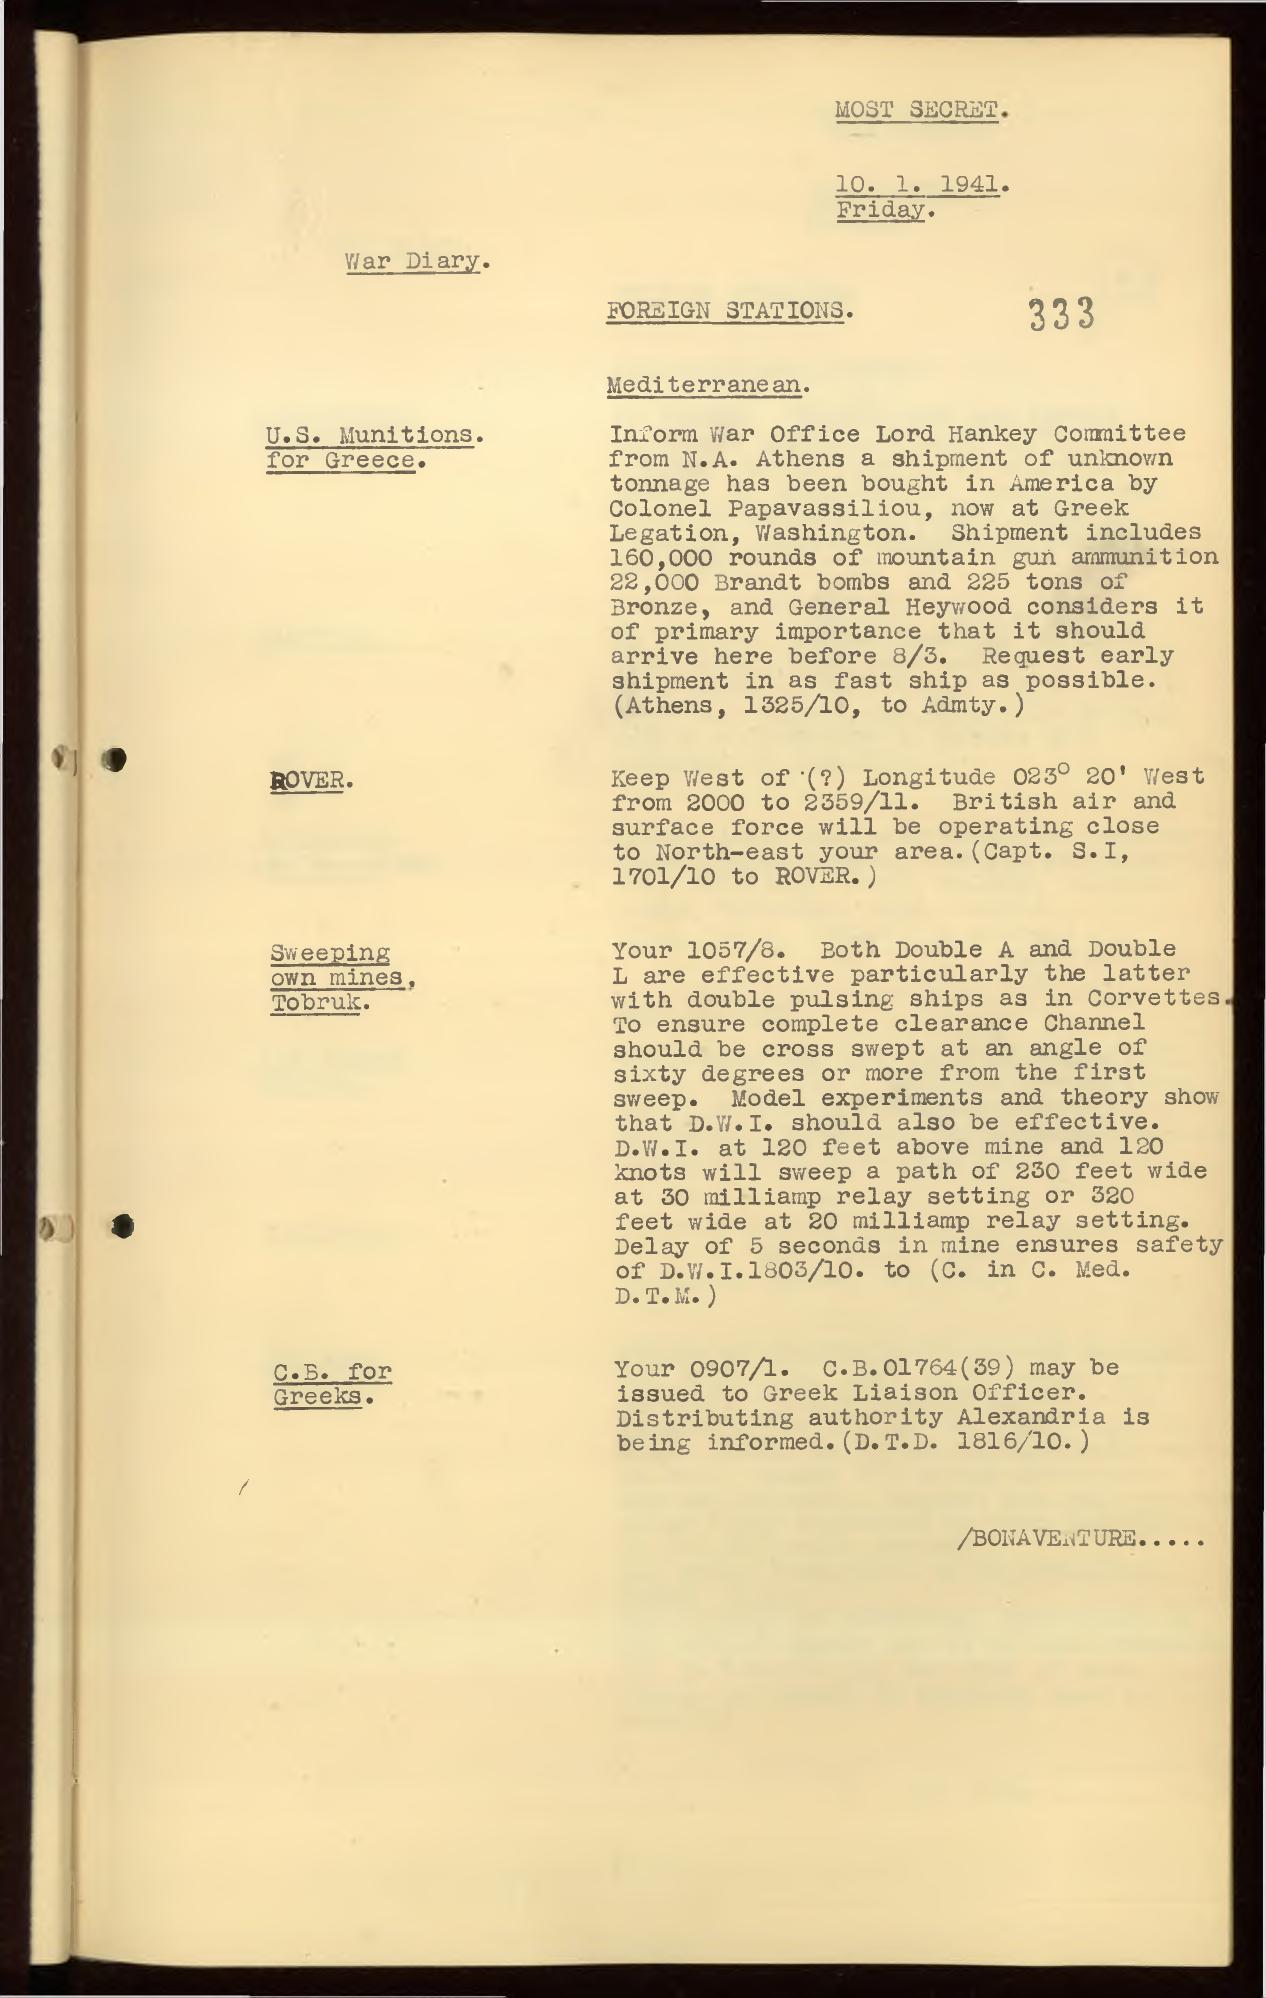 MOST SECRET.
10. 1. 1941.
Friday.
War Diary.
FOREIGN STATIONS.
333
Mediterranean.
U.S. Munitions.
for Greece.
Inform War Office Lord Hankey Committee
from N.A. Athens a shipment of unknown
tonnage has been bought in America by
Colonel Papavassiliou, now at Greek
Legation, Washington. Shipment includes
160,000 rounds of mountain gun ammunition
22,000 Brandt bombs and 225 tons of
Bronze, and General Heywood considers it
of primary importance that it should
arrive here before 8/3. Request early
shipment in as fast ship as possible.
(Athens, 1325/10, to Admty.)
ROVER.
Keep West of (?) Longitude 023° 20' West
from 2000 to 2359/11. British air and
surface force will be operating close
to North-east your area.(Capt. S.I,
1701/10 to ROVER.)
Sweeping
own mines,
Tobruk.
Your 1057/8. Both Double A and Double
L are effective particularly the latter
with double pulsing ships as in Corvettes.
To ensure complete clearance Channel
should be cross swept at an angle of
sixty degrees or more from the first
sweep. Model experiments and theory show
that D.W.I. should also be effective.
D.W.I. at 120 feet above mine and 120
knots will sweep a path of 230 feet wide
at 30 milliamp relay setting or 320
feet wide at 20 milliamp relay setting.
Delay of 5 seconds in mine ensures safety
of D.W.I.1803/10. to (C. in C. Med.
D.T.M.)
C.B. for
Greeks.
Your 0907/1. C.B.01764(39) may be
issued to Greek Liaison Officer.
Distributing authority Alexandria is
being informed.(D.T.D. 1816/10.)
/BONAVENTURE.....